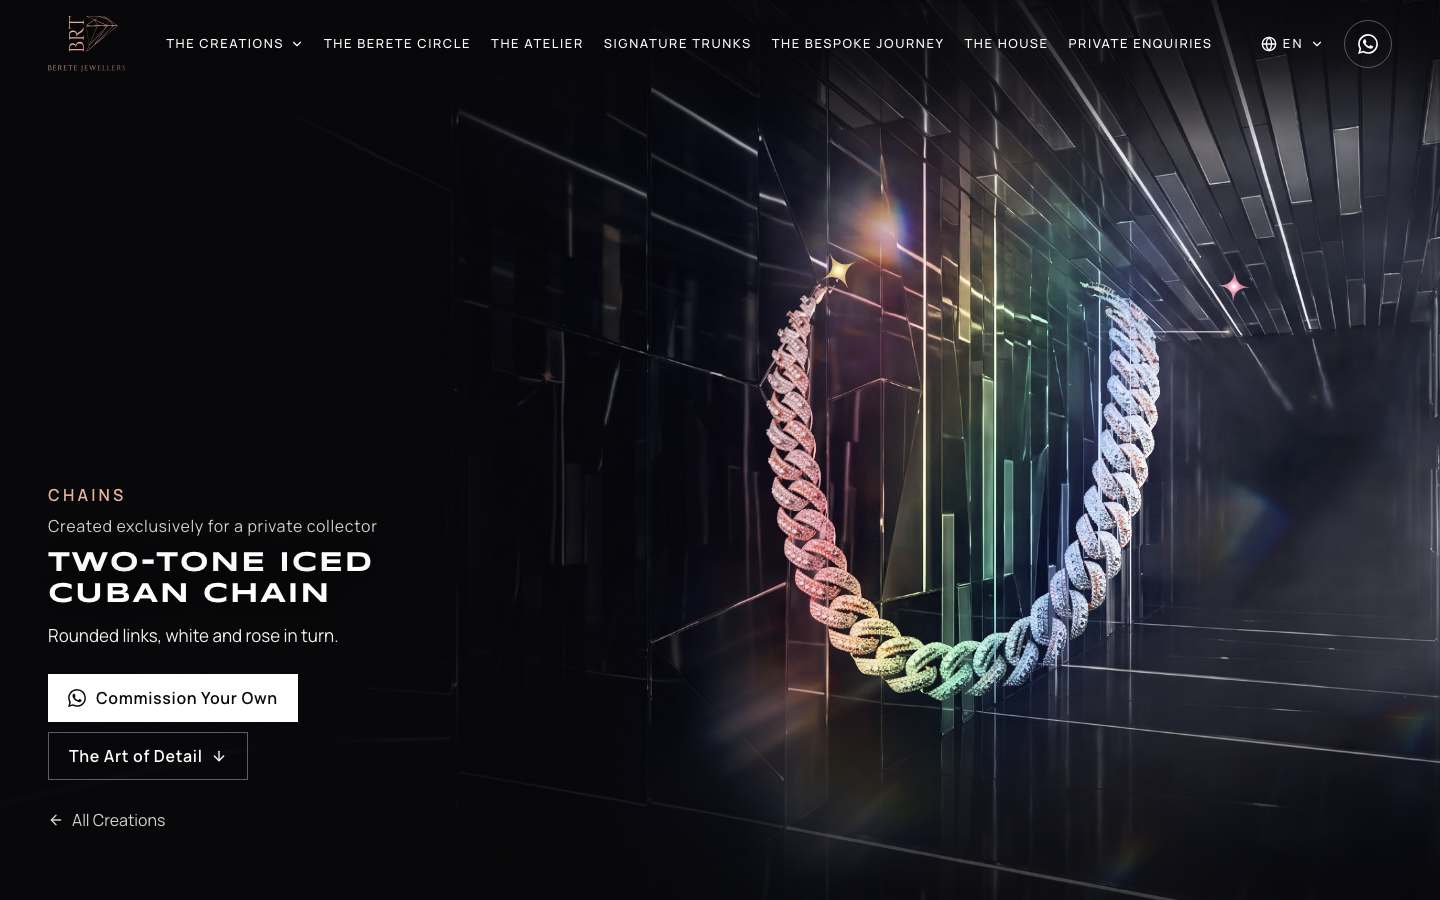 BRT
BERETE JEWELLERS
THE CREATIONS
THE BERETE CIRCLE
THE ATELIER
SIGNATURE TRUNKS
THE BESPOKE JOURNEY
THE HOUSE
PRIVATE ENQUIRIES
EN
CHAINS
Created exclusively for a private collector
TWO-TONE ICED
CUBAN CHAIN
Rounded links, white and rose in turn.
Commission Your Own
The Art of Detail
All Creations